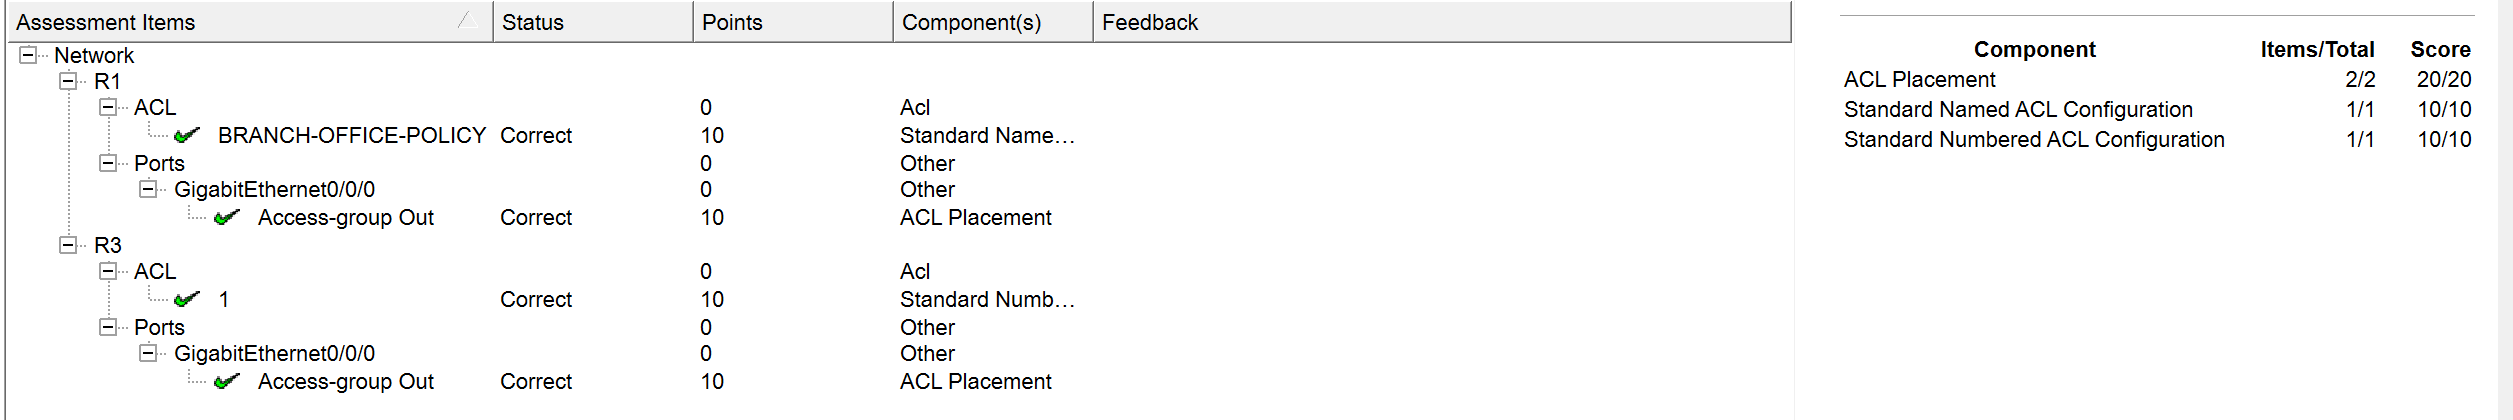 Assessment Items Status Points Component(s) Feedback
Network
R1
ACL 0 Acl
BRANCH-OFFICE-POLICY Correct 10 Standard Name...
Ports 0 Other
GigabitEthernet0/0/0 0 Other
Access-group Out Correct 10 ACL Placement
R3
ACL 0 Acl
1 Correct 10 Standard Numb...
Ports 0 Other
GigabitEthernet0/0/0 0 Other
Access-group Out Correct 10 ACL Placement
Component Items/Total Score
ACL Placement 2/2 20/20
Standard Named ACL Configuration 1/1 10/10
Standard Numbered ACL Configuration 1/1 10/10